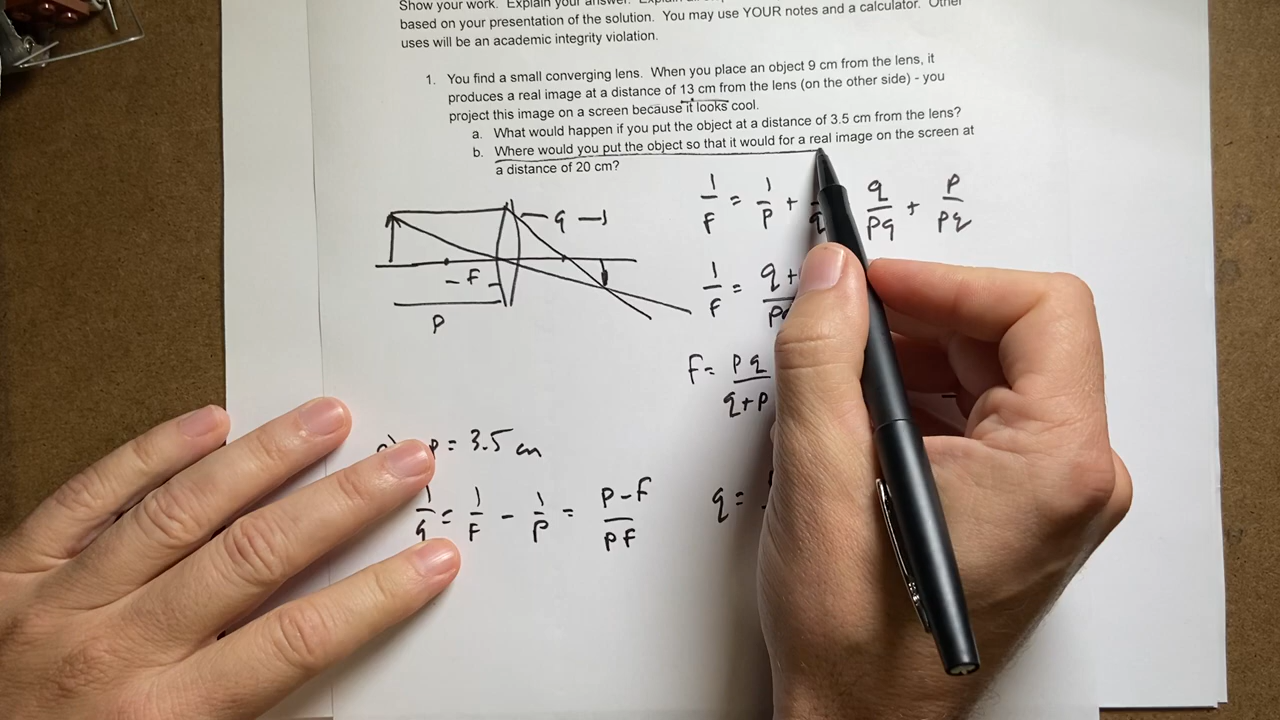 Show your work. Explain your answer.
based on your presentation of the solution. You may use YOUR notes and a calculator. Other
uses will be an academic integrity violation.
1. You find a small converging lens. When you place an object 9 cm from the lens, it
produces a real image at a distance of 13 cm from the lens (on the other side) - you
project this image on a screen because it looks cool.
a. What would happen if you put the object at a distance of 3.5 cm from the lens?
b. Where would you put the object so that it would for a real image on the screen at
a distance of 20 cm?
1/F = 1/P + q/Pq + P/Pq
q
F
P
1/F = q+
F = Pq/q+P
P = 3.5 cm
1/q = 1/F - 1/P = P-F/PF
q =